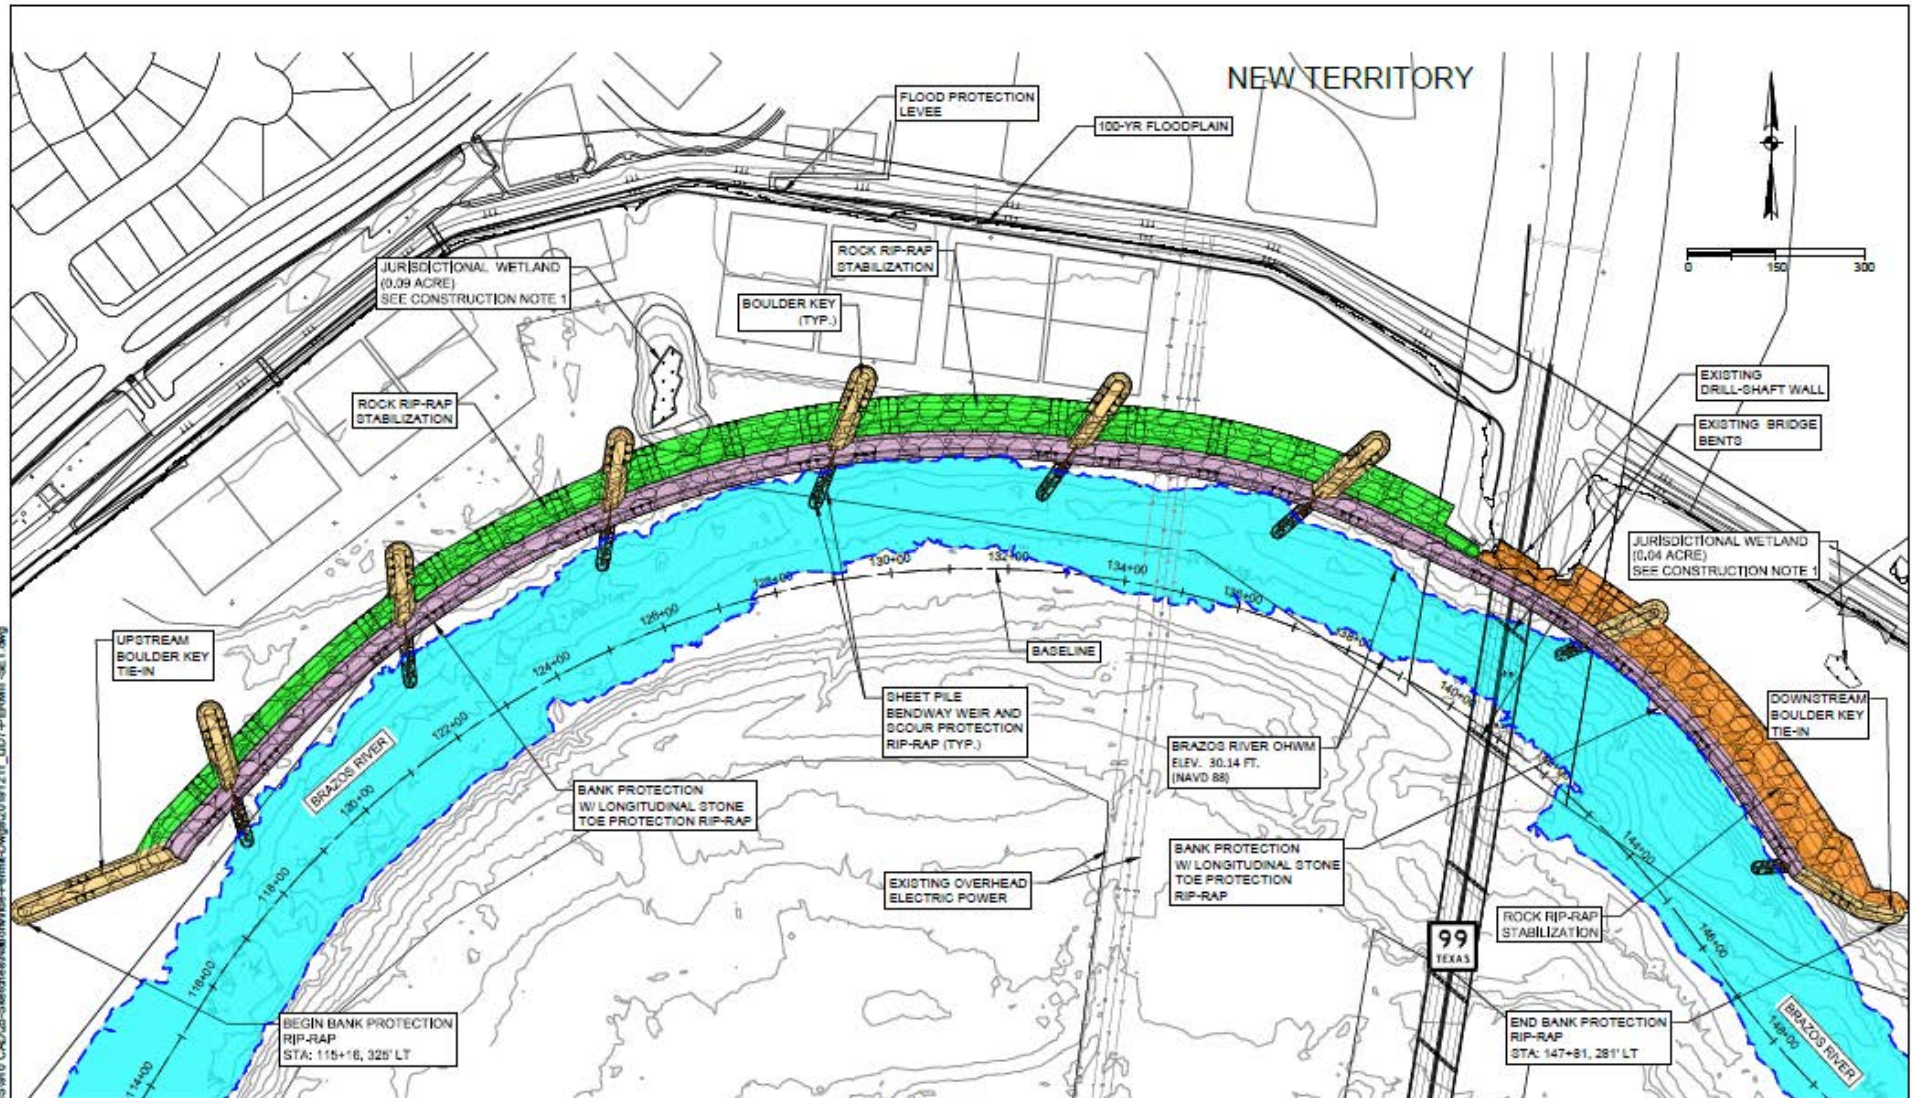 NEW TERRITORY
FLOOD PROTECTION
LEVEE
100-YR FLOODPLAIN
0 150 300
ROCK RIP-RAP
STABILIZATION
JURISDICTIONAL WETLAND
(0.09 ACRE)
SEE CONSTRUCTION NOTE 1
BOULDER KEY
(TYP.)
ROCK RIP-RAP
STABILIZATION
EXISTING
DRILL-SHAFT WALL
EXISTING BRIDGE
BENTS
JURISDICTIONAL WETLAND
(0.04 ACRE)
SEE CONSTRUCTION NOTE 1
UPSTREAM
BOULDER KEY
TIE-IN
BASELINE
SHEET PILE
BENDWAY WEIR AND
SCOUR PROTECTION
RIP-RAP (TYP.)
DOWNSTREAM
BOULDER KEY
TIE-IN
BRAZOS RIVER OHWM
ELEV. 30.14 FT.
(NAVD 88)
BRAZOS RIVER
BANK PROTECTION
W/ LONGITUDINAL STONE
TOE PROTECTION RIP-RAP
BANK PROTECTION
W/ LONGITUDINAL STONE
TOE PROTECTION
RIP-RAP
EXISTING OVERHEAD
ELECTRIC POWER
ROCK RIP-RAP
STABILIZATION
99
TEXAS
BEGIN BANK PROTECTION
RIP-RAP
STA: 115+16, 325' LT
END BANK PROTECTION
RIP-RAP
STA: 147+81, 281' LT
BRAZOS RIVER
114+00
116+00
118+00
120+00
122+00
124+00
126+00
128+00
130+00
132+00
134+00
136+00
138+00
140+00
144+00
146+00
148+00